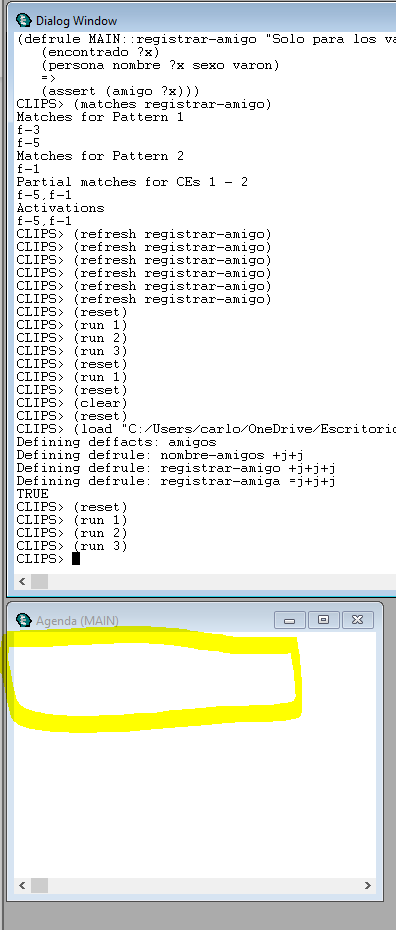 Dialog Window
(defrule MAIN::registrar-amigo "Solo para los va
(encontrado ?x)
(persona nombre ?x sexo varon)
=>
(assert (amigo ?x)))
CLIPS> (matches registrar-amigo)
Matches for Pattern 1
f-3
f-5
Matches for Pattern 2
f-1
Partial matches for CEs 1 - 2
f-5,f-1
Activations
f-5,f-1
CLIPS> (refresh registrar-amigo)
CLIPS> (refresh registrar-amigo)
CLIPS> (refresh registrar-amigo)
CLIPS> (refresh registrar-amigo)
CLIPS> (refresh registrar-amigo)
CLIPS> (refresh registrar-amigo)
CLIPS> (reset)
CLIPS> (run 1)
CLIPS> (run 2)
CLIPS> (run 3)
CLIPS> (reset)
CLIPS> (run 1)
CLIPS> (reset)
CLIPS> (clear)
CLIPS> (reset)
CLIPS> (load "C:/Users/carlo/OneDrive/Escritorio
Defining deffacts: amigos
Defining defrule: nombre-amigos +j+j
Defining defrule: registrar-amigo +j+j+j
Defining defrule: registrar-amiga =j+j+j
TRUE
CLIPS> (reset)
CLIPS> (run 1)
CLIPS> (run 2)
CLIPS> (run 3)
CLIPS>
Agenda (MAIN)